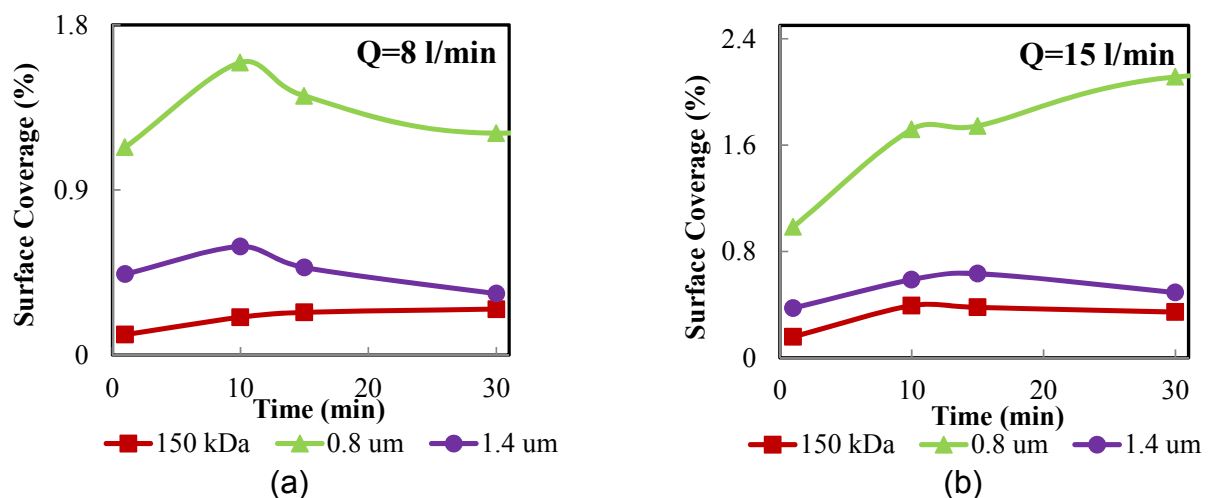 Q=8 l/min
Surface Coverage (%)
1.8
0.9
0
0 10 20 30
Time (min)
150 kDa 0.8 um 1.4 um
(a)
Q=15 l/min
Surface Coverage (%)
2.4
1.6
0.8
0
0 10 20 30
Time (min)
150 kDa 0.8 um 1.4 um
(b)